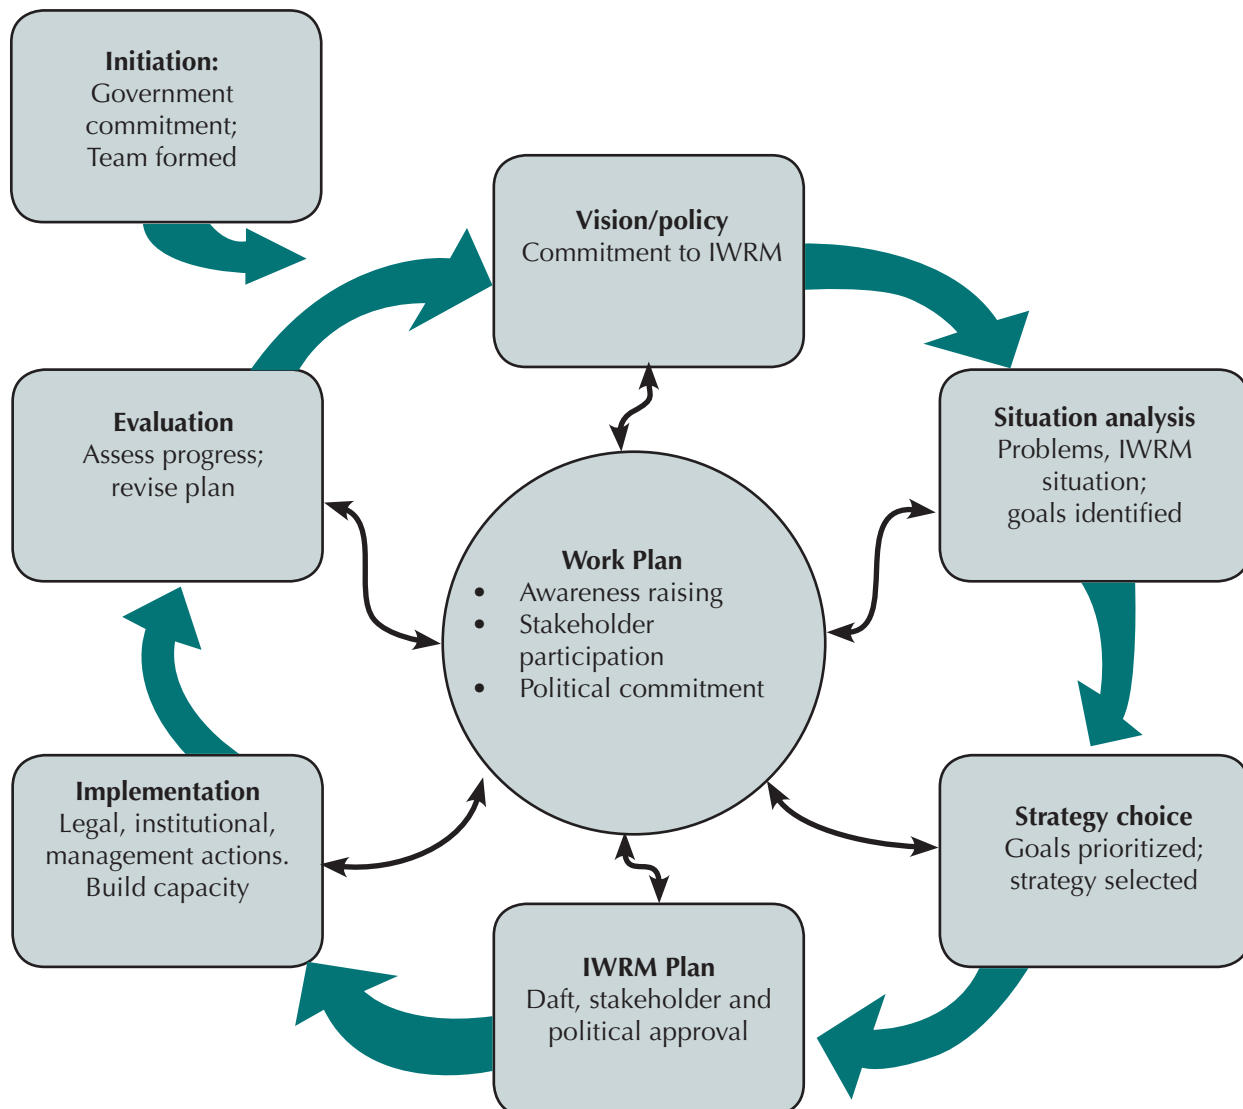 Initiation:
Government
commitment;
Team formed
Vision/policy
Commitment to IWRM
Situation analysis
Problems, IWRM
situation;
goals identified
Strategy choice
Goals prioritized;
strategy selected
IWRM Plan
Daft, stakeholder and
political approval
Implementation
Legal, institutional,
management actions.
Build capacity
Evaluation
Assess progress;
revise plan
Work Plan
• Awareness raising
• Stakeholder
participation
• Political commitment